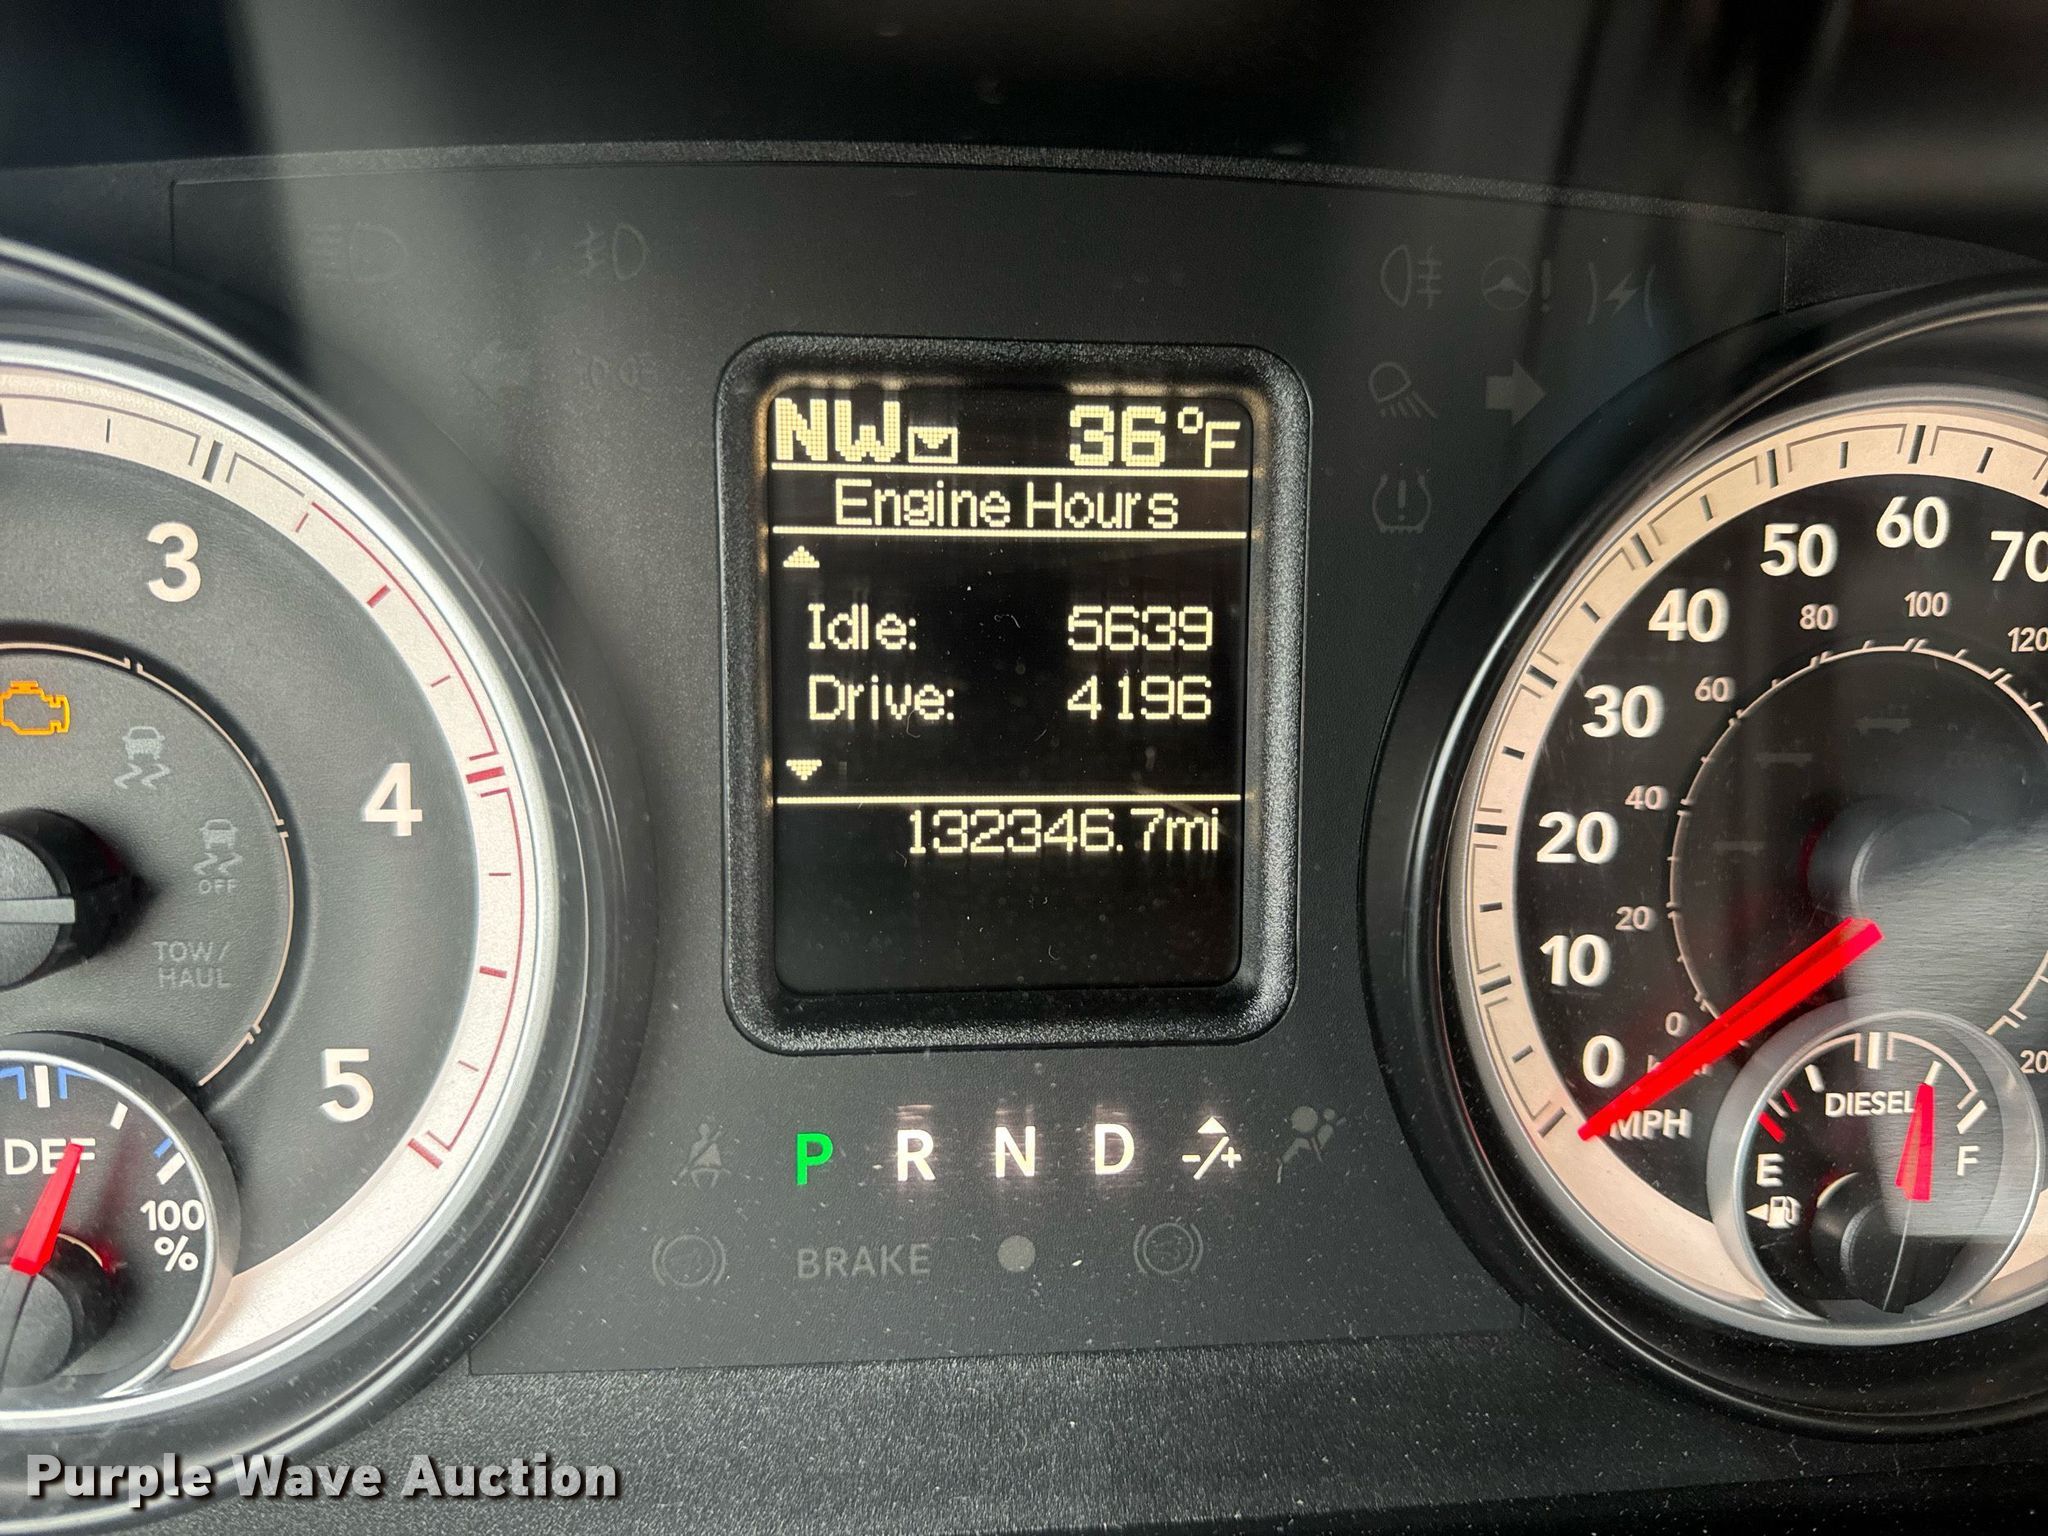 NW 36°F
Engine Hours
Idle: 5639
Drive: 4196
132346.7mi
3
4
5
OFF
TOW/
HAUL
DEF
100
%
P R N D -/+
BRAKE
0
10
20
30
40
50
60
70
0
20
40
60
80
100
120
MPH
DIESEL
E
F
Purple Wave Auction